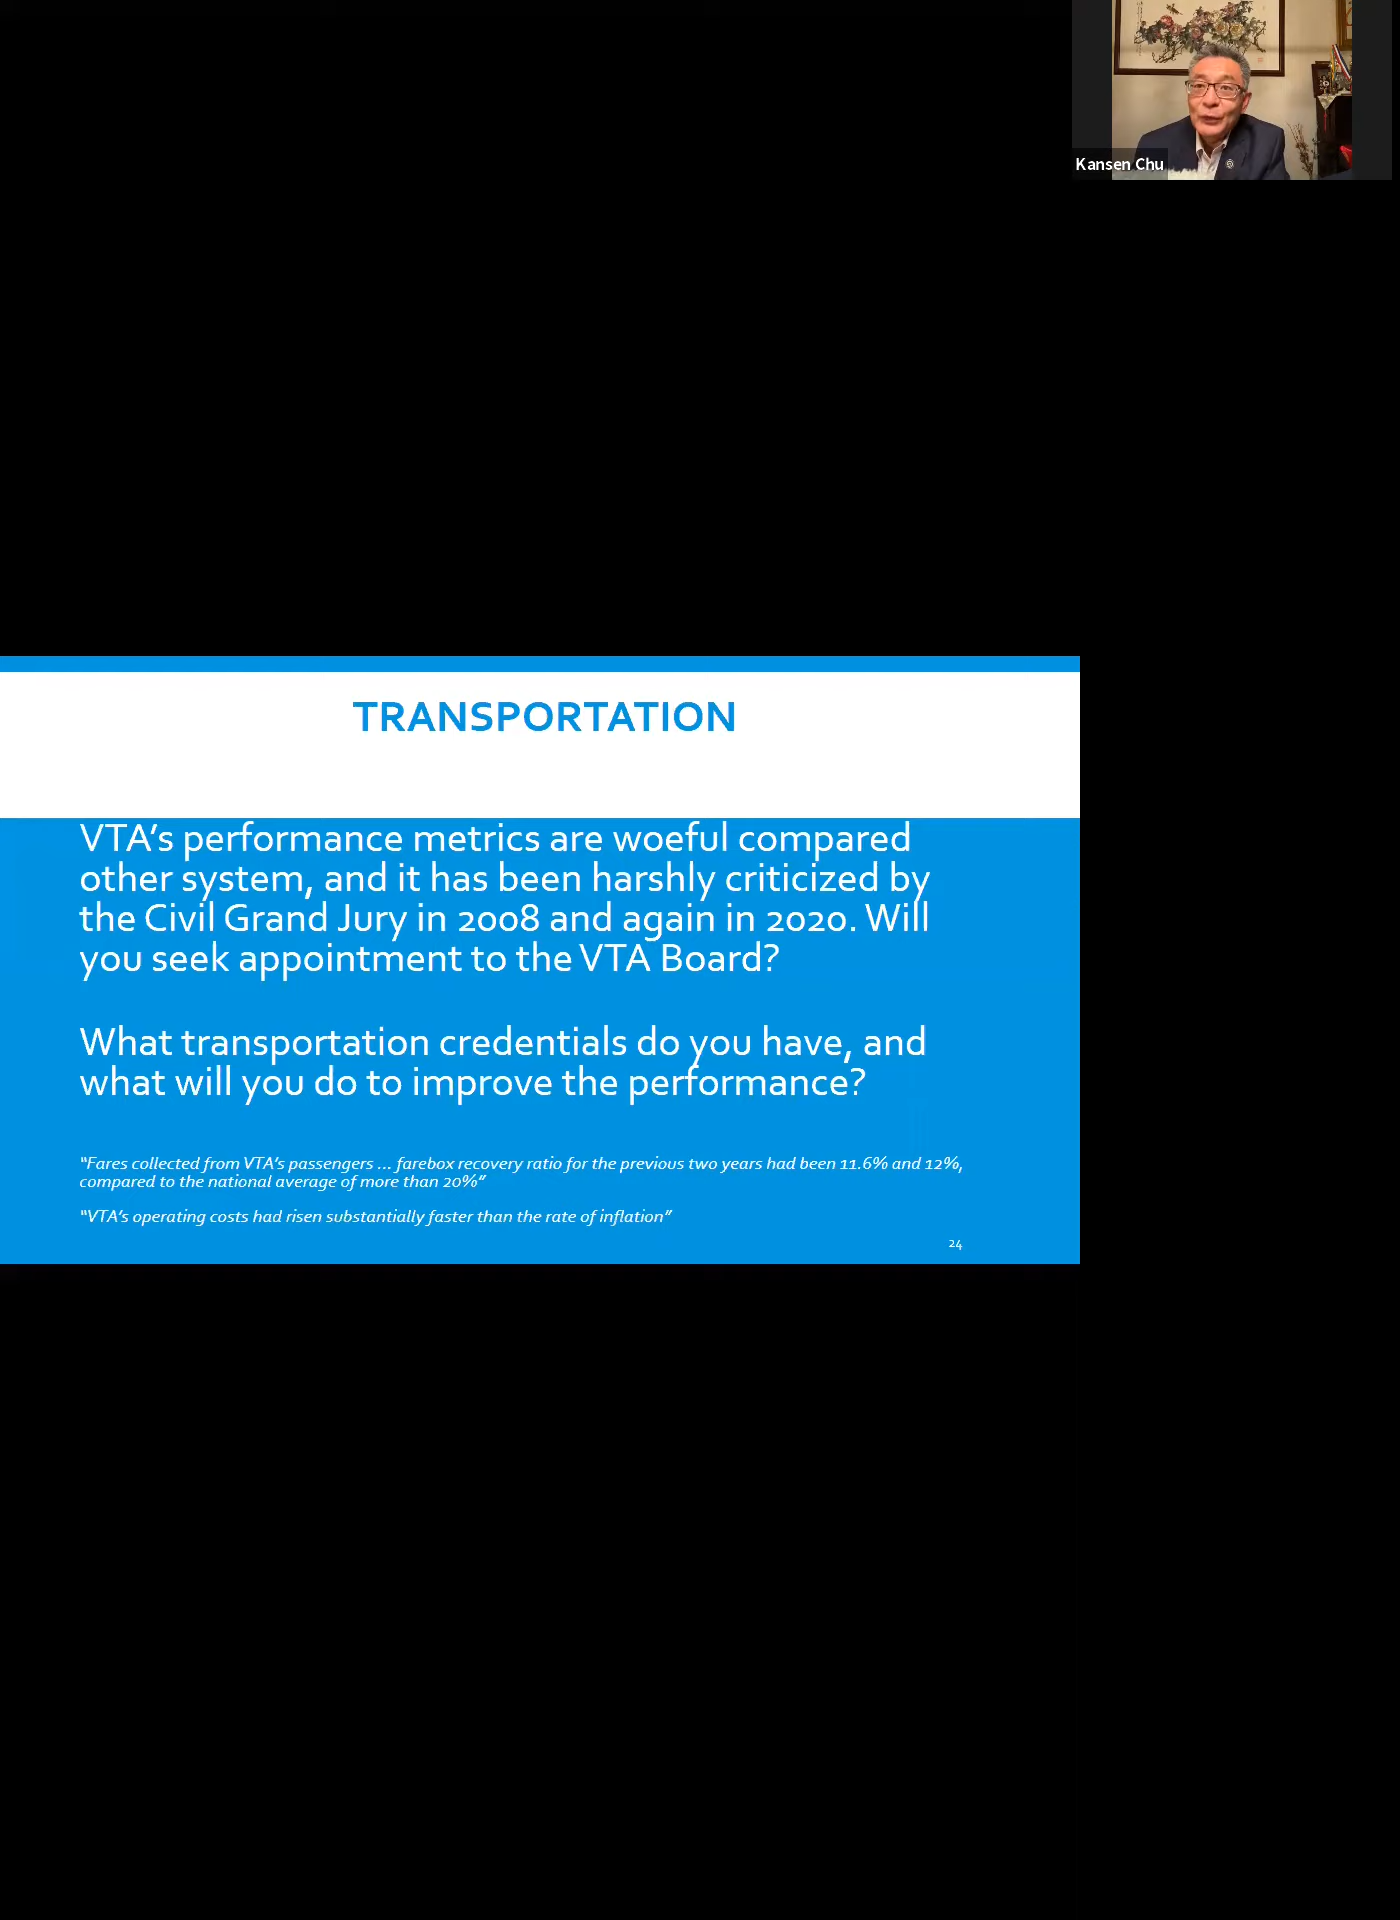 Kansen Chu
TRANSPORTATION
VTA’s performance metrics are woeful compared
other system, and it has been harshly criticized by
the Civil Grand Jury in 2008 and again in 2020. Will
you seek appointment to the VTA Board?
What transportation credentials do you have, and
what will you do to improve the performance?
“Fares collected from VTA’s passengers ... farebox recovery ratio for the previous two years had been 11.6% and 12%,
compared to the national average of more than 20%”
“VTA’s operating costs had risen substantially faster than the rate of inflation”
24